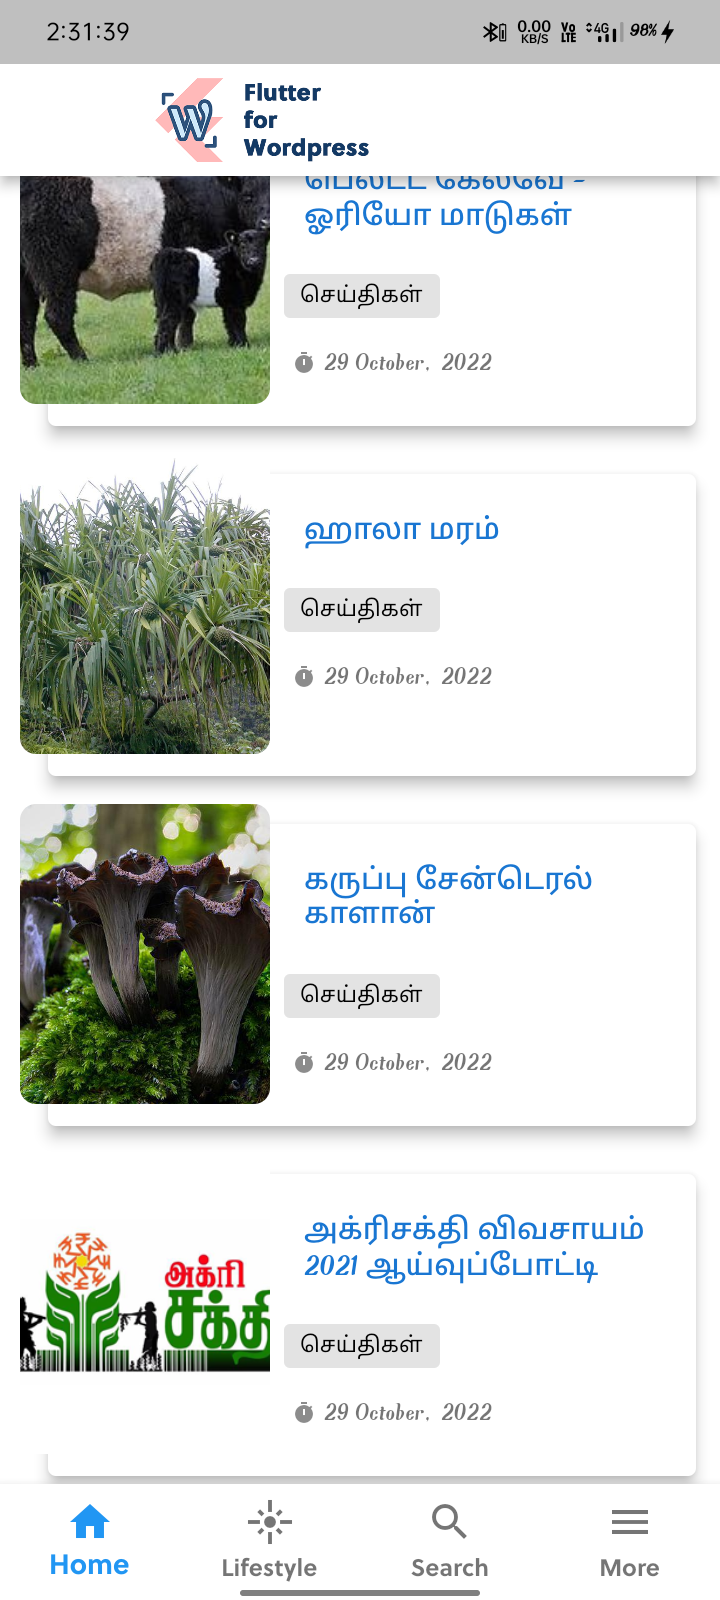 2:31:39
0.00
KB/S
Vo
LTE
4G
98%
Flutter
for
Wordpress
பெல்ட்ட் கேல்வே -
ஓரியோ மாடுகள்
செய்திகள்
29 October, 2022
ஹாலா மரம்
செய்திகள்
29 October, 2022
கருப்பு சேன்டெரல்
காளான்
செய்திகள்
29 October, 2022
அக்ரிசக்தி விவசாயம்
2021 ஆய்வுப்போட்டி
அக்ரி
சக்தி
செய்திகள்
29 October, 2022
Home
Lifestyle
Search
More